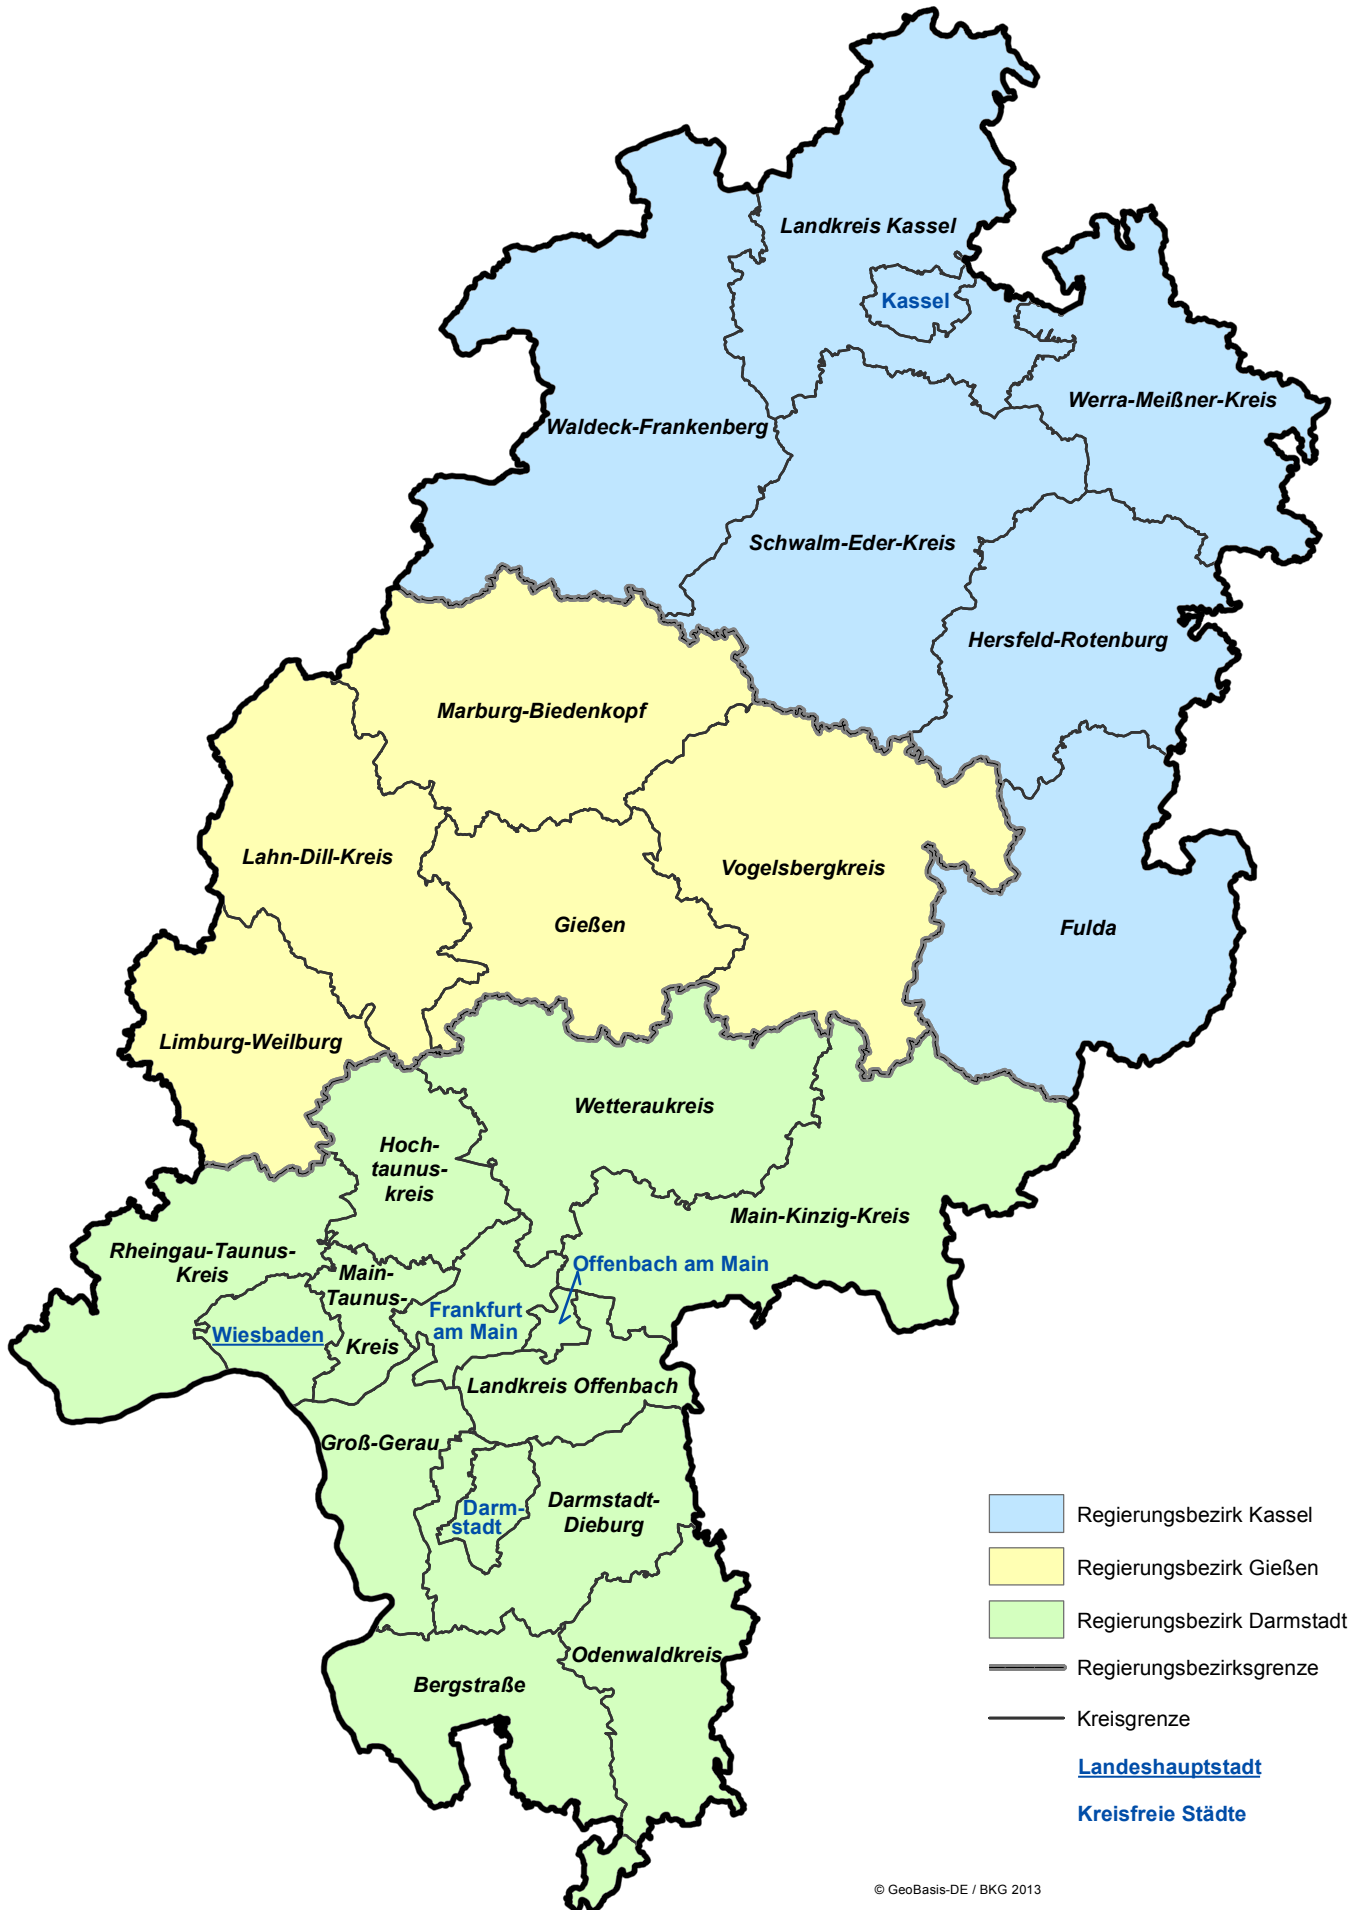 Landkreis Kassel
Kassel
Werra-Meißner-Kreis
Waldeck-Frankenberg
Schwalm-Eder-Kreis
Hersfeld-Rotenburg
Marburg-Biedenkopf
Lahn-Dill-Kreis
Vogelsbergkreis
Gießen
Fulda
Limburg-Weilburg
Wetteraukreis
Hoch-
taunus-
kreis
Main-Kinzig-Kreis
Rheingau-Taunus-
Kreis
Main-
Taunus-
Kreis
Offenbach am Main
Frankfurt
am Main
Wiesbaden
Landkreis Offenbach
Groß-Gerau
Darm-
stadt
Darmstadt-
Dieburg
Odenwaldkreis
Bergstraße
Regierungsbezirk Kassel
Regierungsbezirk Gießen
Regierungsbezirk Darmstadt
Regierungsbezirksgrenze
Kreisgrenze
Landeshauptstadt
Kreisfreie Städte
© GeoBasis-DE / BKG 2013